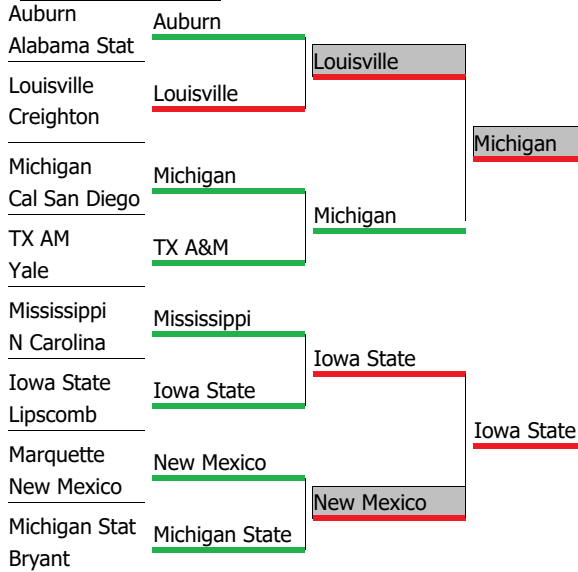 Auburn
Alabama Stat
Louisville
Creighton
Michigan
Cal San Diego
TX AM
Yale
Mississippi
N Carolina
Iowa State
Lipscomb
Marquette
New Mexico
Michigan Stat
Bryant
Auburn
Louisville
Michigan
TX A&M
Mississippi
Iowa State
New Mexico
Michigan State
Louisville
Michigan
Iowa State
New Mexico
Michigan
Iowa State